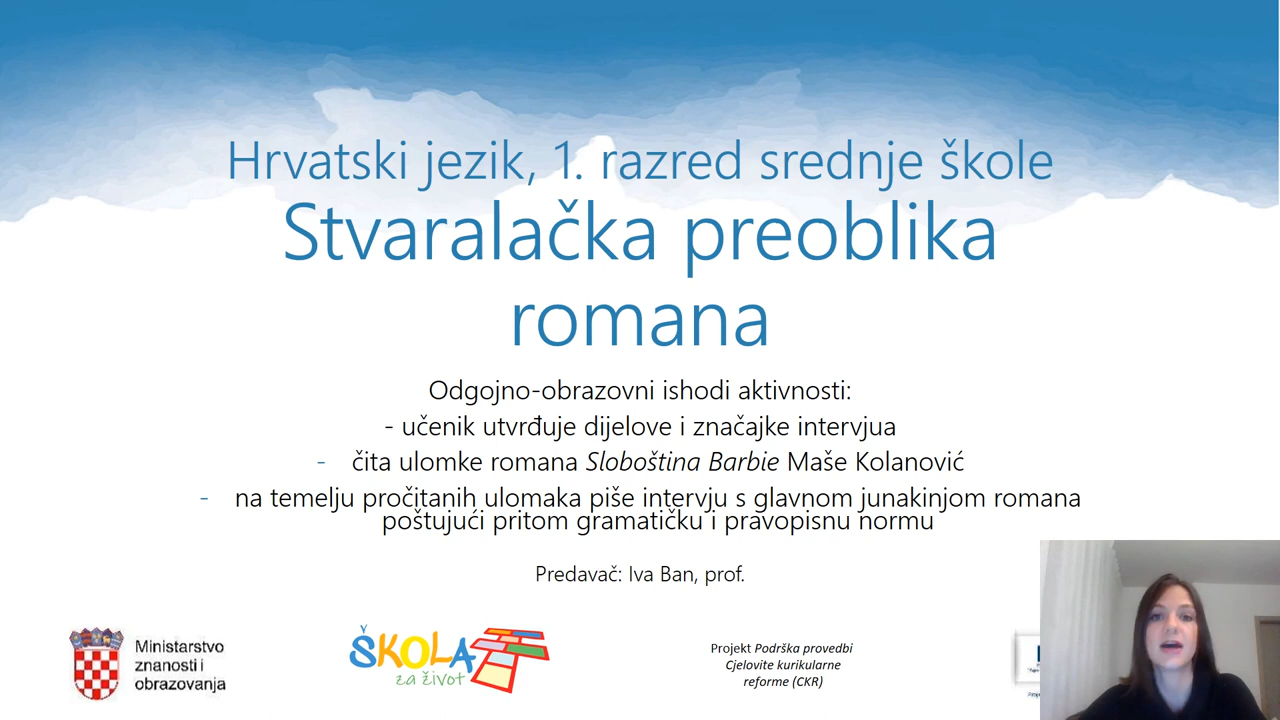 Hrvatski jezik, 1. razred srednje škole
Stvaralačka preoblika
romana
Odgojno-obrazovni ishodi aktivnosti:
- učenik utvrđuje dijelove i značajke intervjua
- čita ulomke romana Sloboština Barbie Maše Kolanović
- na temelju pročitanih ulomaka piše intervju s glavnom junakinjom romana
poštujući pritom gramatičku i pravopisnu normu
Predavač: Iva Ban, prof.
Ministarstvo
znanosti i
obrazovanja
ŠKOLA
za život
Projekt Podrška provedbi
Cjelovite kurikularne
reforme (CKR)